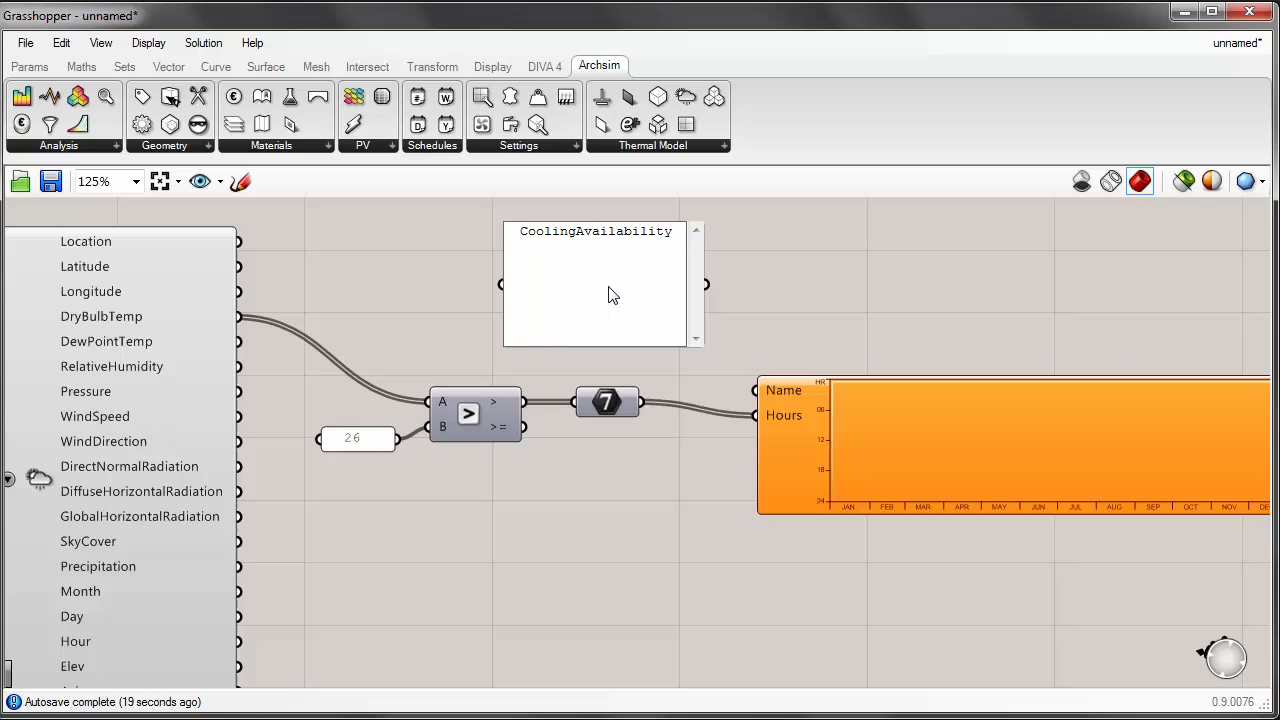 Grasshopper - unnamed*
File Edit View Display Solution Help
unnamed*
Params Maths Sets Vector Curve Surface Mesh Intersect Transform Display DIVA 4 Archsim
Analysis Geometry Materials PV Schedules Settings Thermal Model
125%
Location
Latitude
Longitude
DryBulbTemp
DewPointTemp
RelativeHumidity
Pressure
WindSpeed
WindDirection
DirectNormalRadiation
DiffuseHorizontalRadiation
GlobalHorizontalRadiation
SkyCover
Precipitation
Month
Day
Hour
Elev
CoolingAvailability
26
A > >
B >=
7
Name
Hours
HR
06
12
18
24
JAN FEB MAR APR MAY JUN JUL AUG SEP OCT NOV DE
Autosave complete (19 seconds ago)
0.9.0076